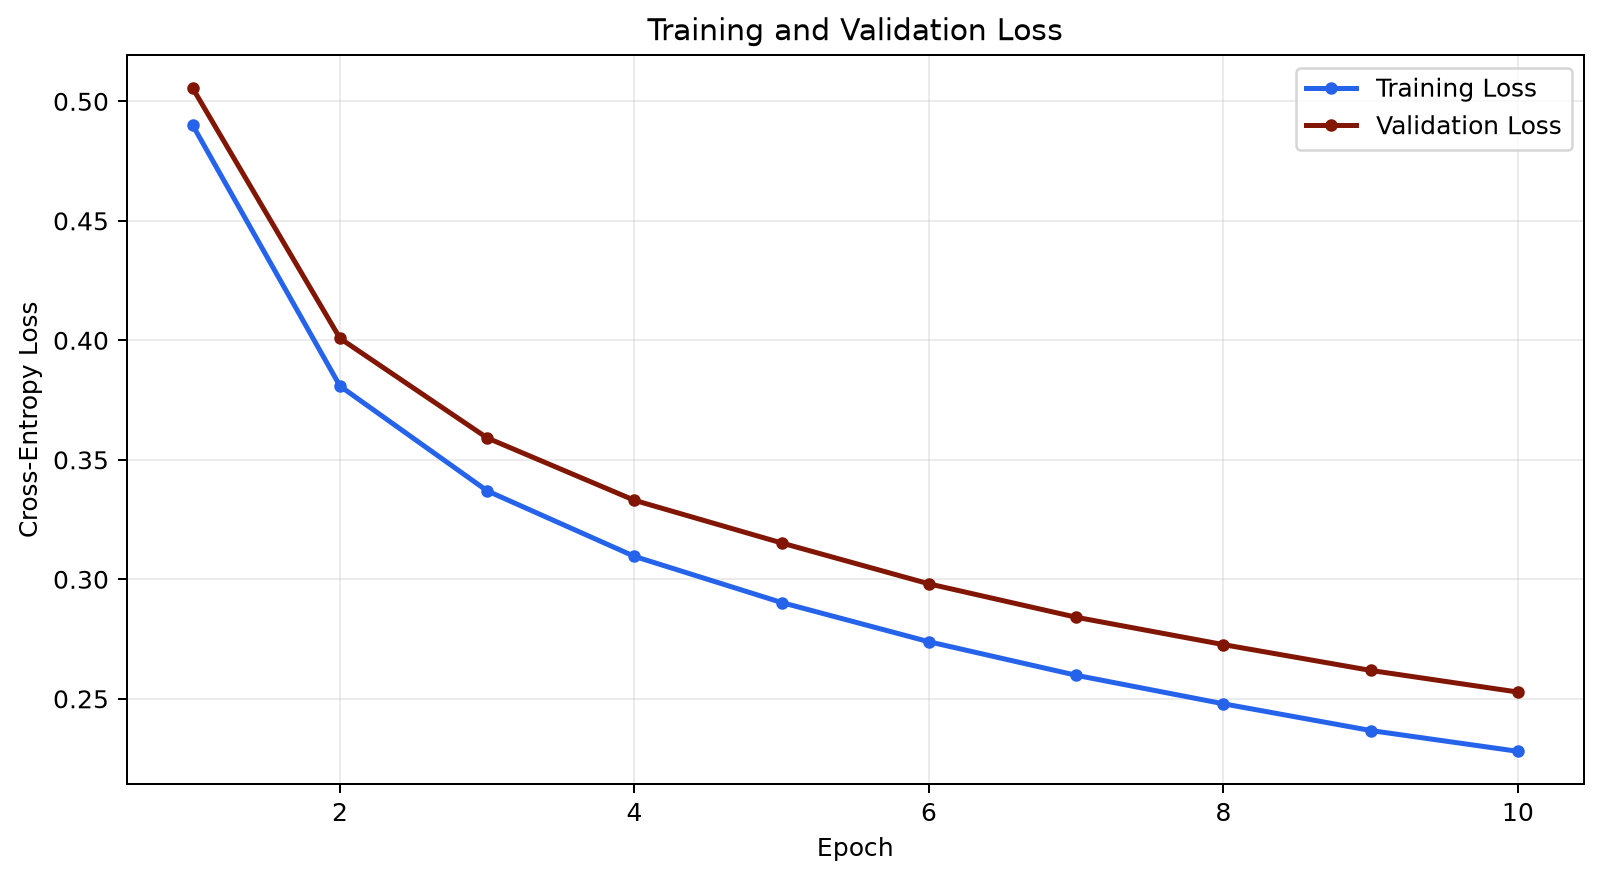 Training and Validation Loss
Training Loss
Validation Loss
Cross-Entropy Loss
0.50
0.45
0.40
0.35
0.30
0.25
2 4 6 8 10
Epoch